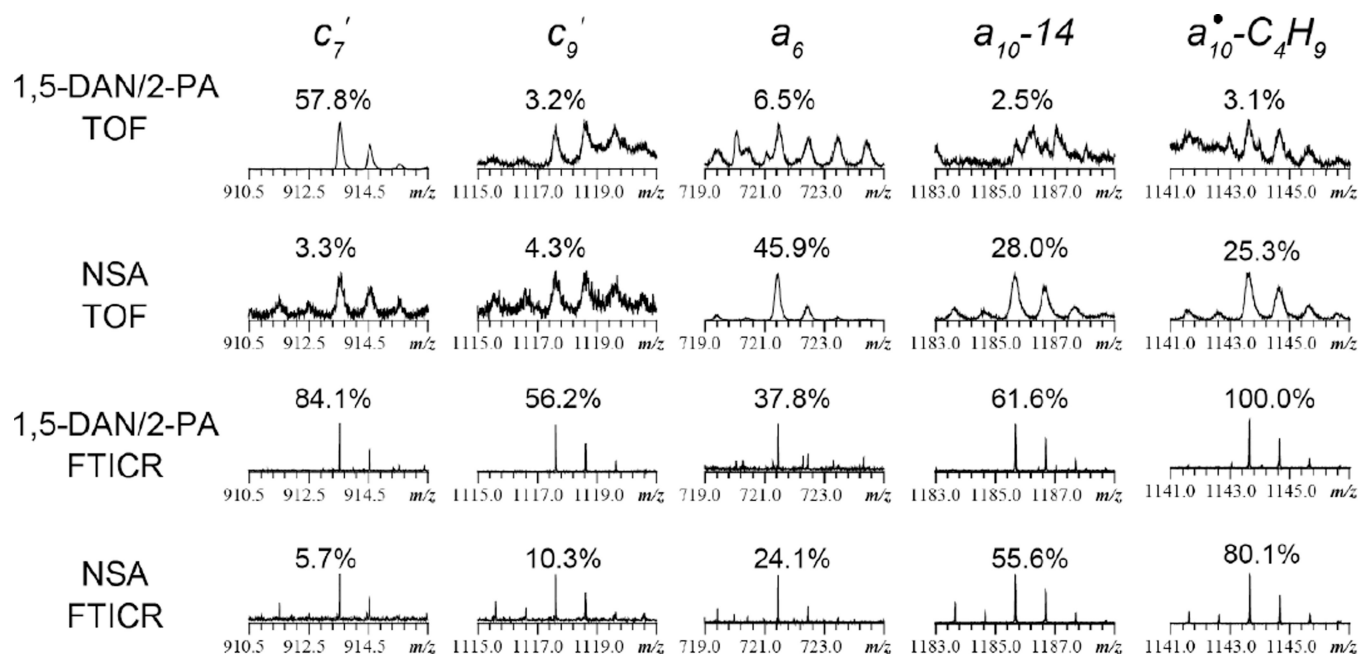 c₇′ c₉′ a₆ a₁₀-14 a•₁₀-C₄H₉
1,5-DAN/2-PA
TOF
57.8% 3.2% 6.5% 2.5% 3.1%
910.5 912.5 914.5 m/z 1115.0 1117.0 1119.0 m/z 719.0 721.0 723.0 m/z 1183.0 1185.0 1187.0 m/z 1141.0 1143.0 1145.0 m/z
NSA
TOF
3.3% 4.3% 45.9% 28.0% 25.3%
910.5 912.5 914.5 m/z 1115.0 1117.0 1119.0 m/z 719.0 721.0 723.0 m/z 1183.0 1185.0 1187.0 m/z 1141.0 1143.0 1145.0 m/z
1,5-DAN/2-PA
FTICR
84.1% 56.2% 37.8% 61.6% 100.0%
910.5 912.5 914.5 m/z 1115.0 1117.0 1119.0 m/z 719.0 721.0 723.0 m/z 1183.0 1185.0 1187.0 m/z 1141.0 1143.0 1145.0 m/z
NSA
FTICR
5.7% 10.3% 24.1% 55.6% 80.1%
910.5 912.5 914.5 m/z 1115.0 1117.0 1119.0 m/z 719.0 721.0 723.0 m/z 1183.0 1185.0 1187.0 m/z 1141.0 1143.0 1145.0 m/z